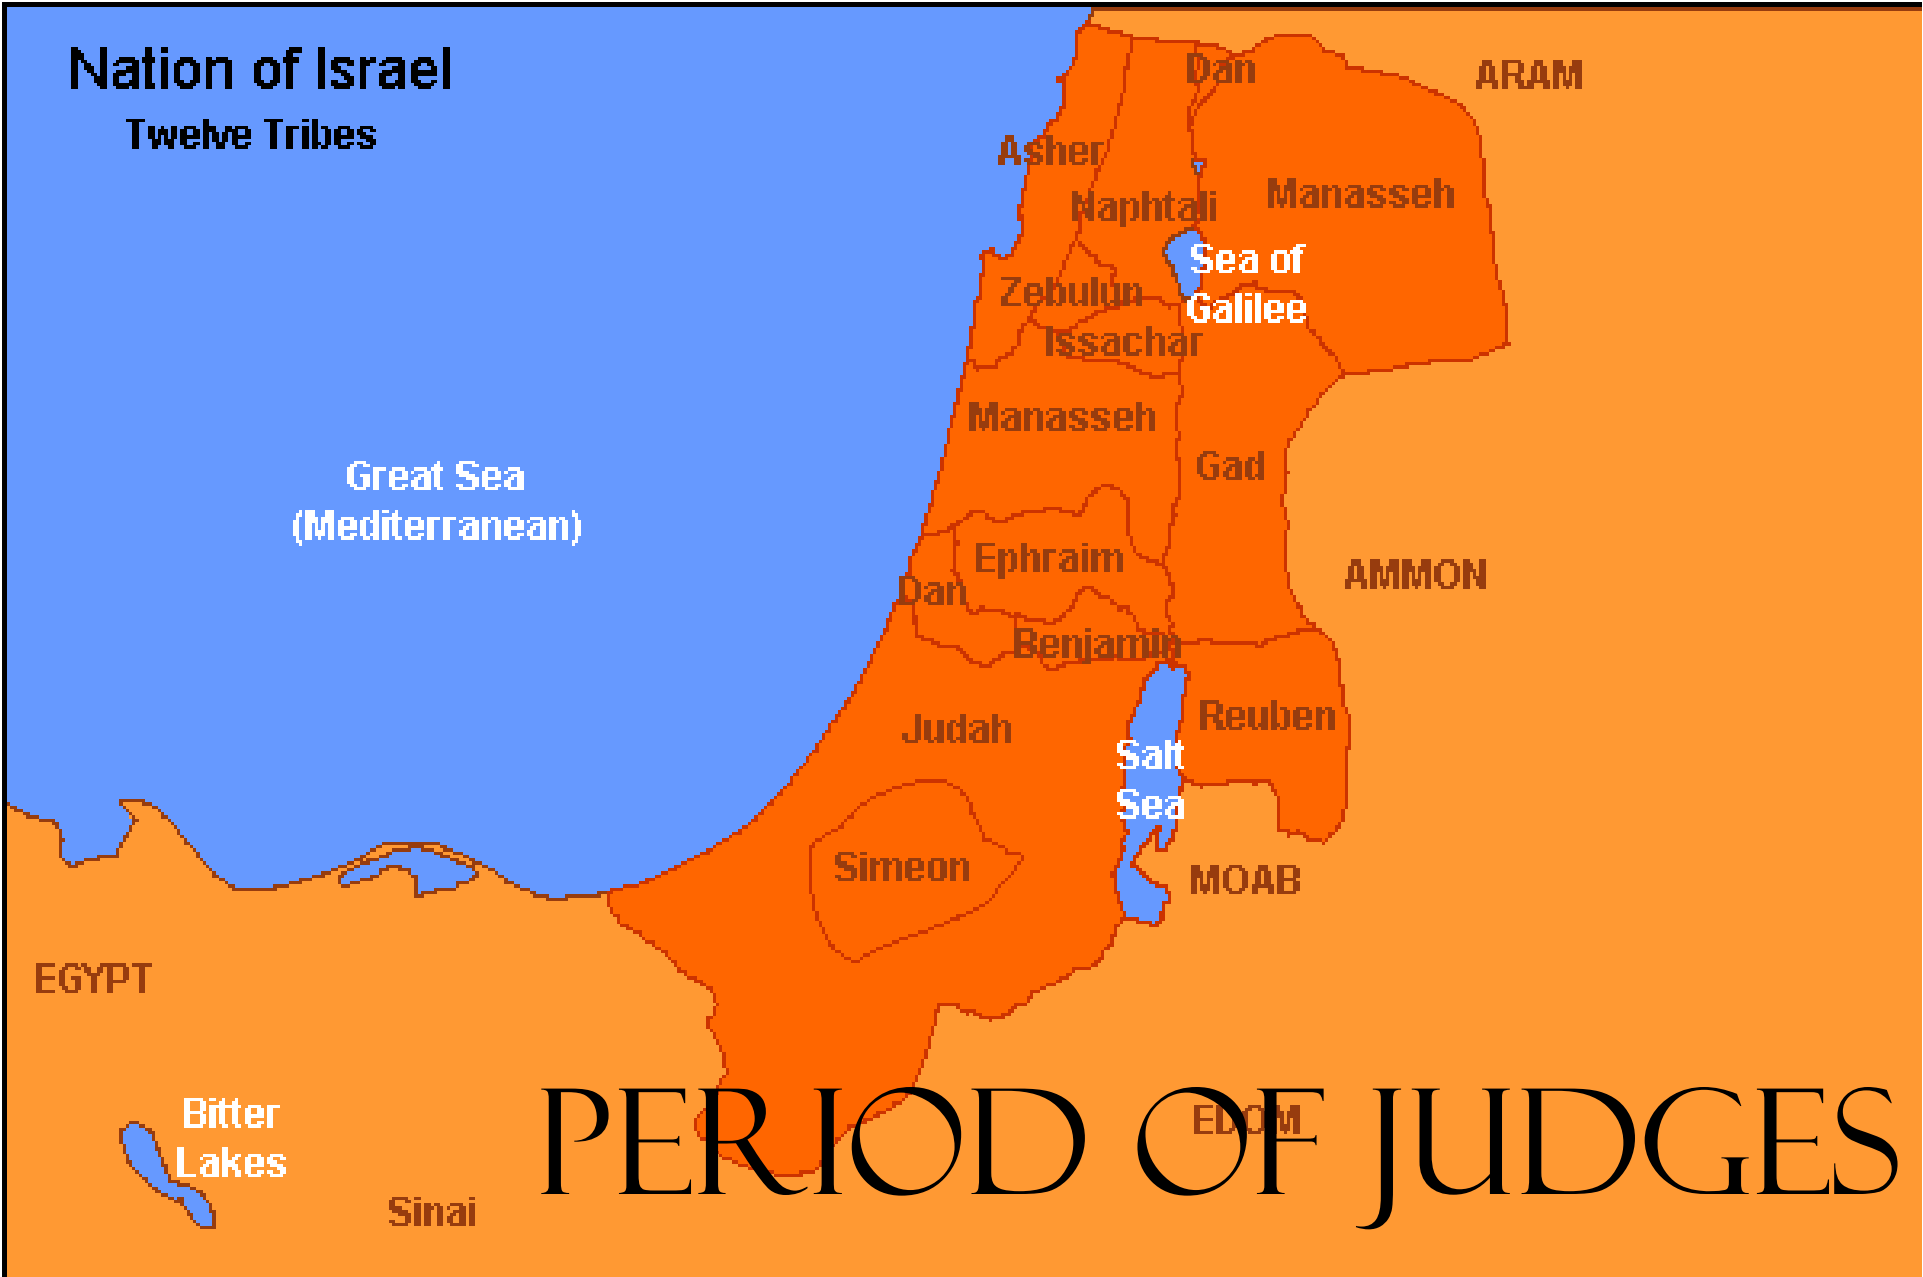 Nation of Israel
Twelve Tribes
Dan
ARAM
Asher
Manasseh
Naphtali
Sea of
Galilee
Zebulun
Issachar
Manasseh
Gad
Great Sea
(Mediterranean)
Ephraim
AMMON
Dan
Benjamin
Reuben
Judah
Salt
Sea
Simeon
MOAB
EGYPT
Bitter
Lakes
EDOM
PERIOD OF JUDGES
Sinai